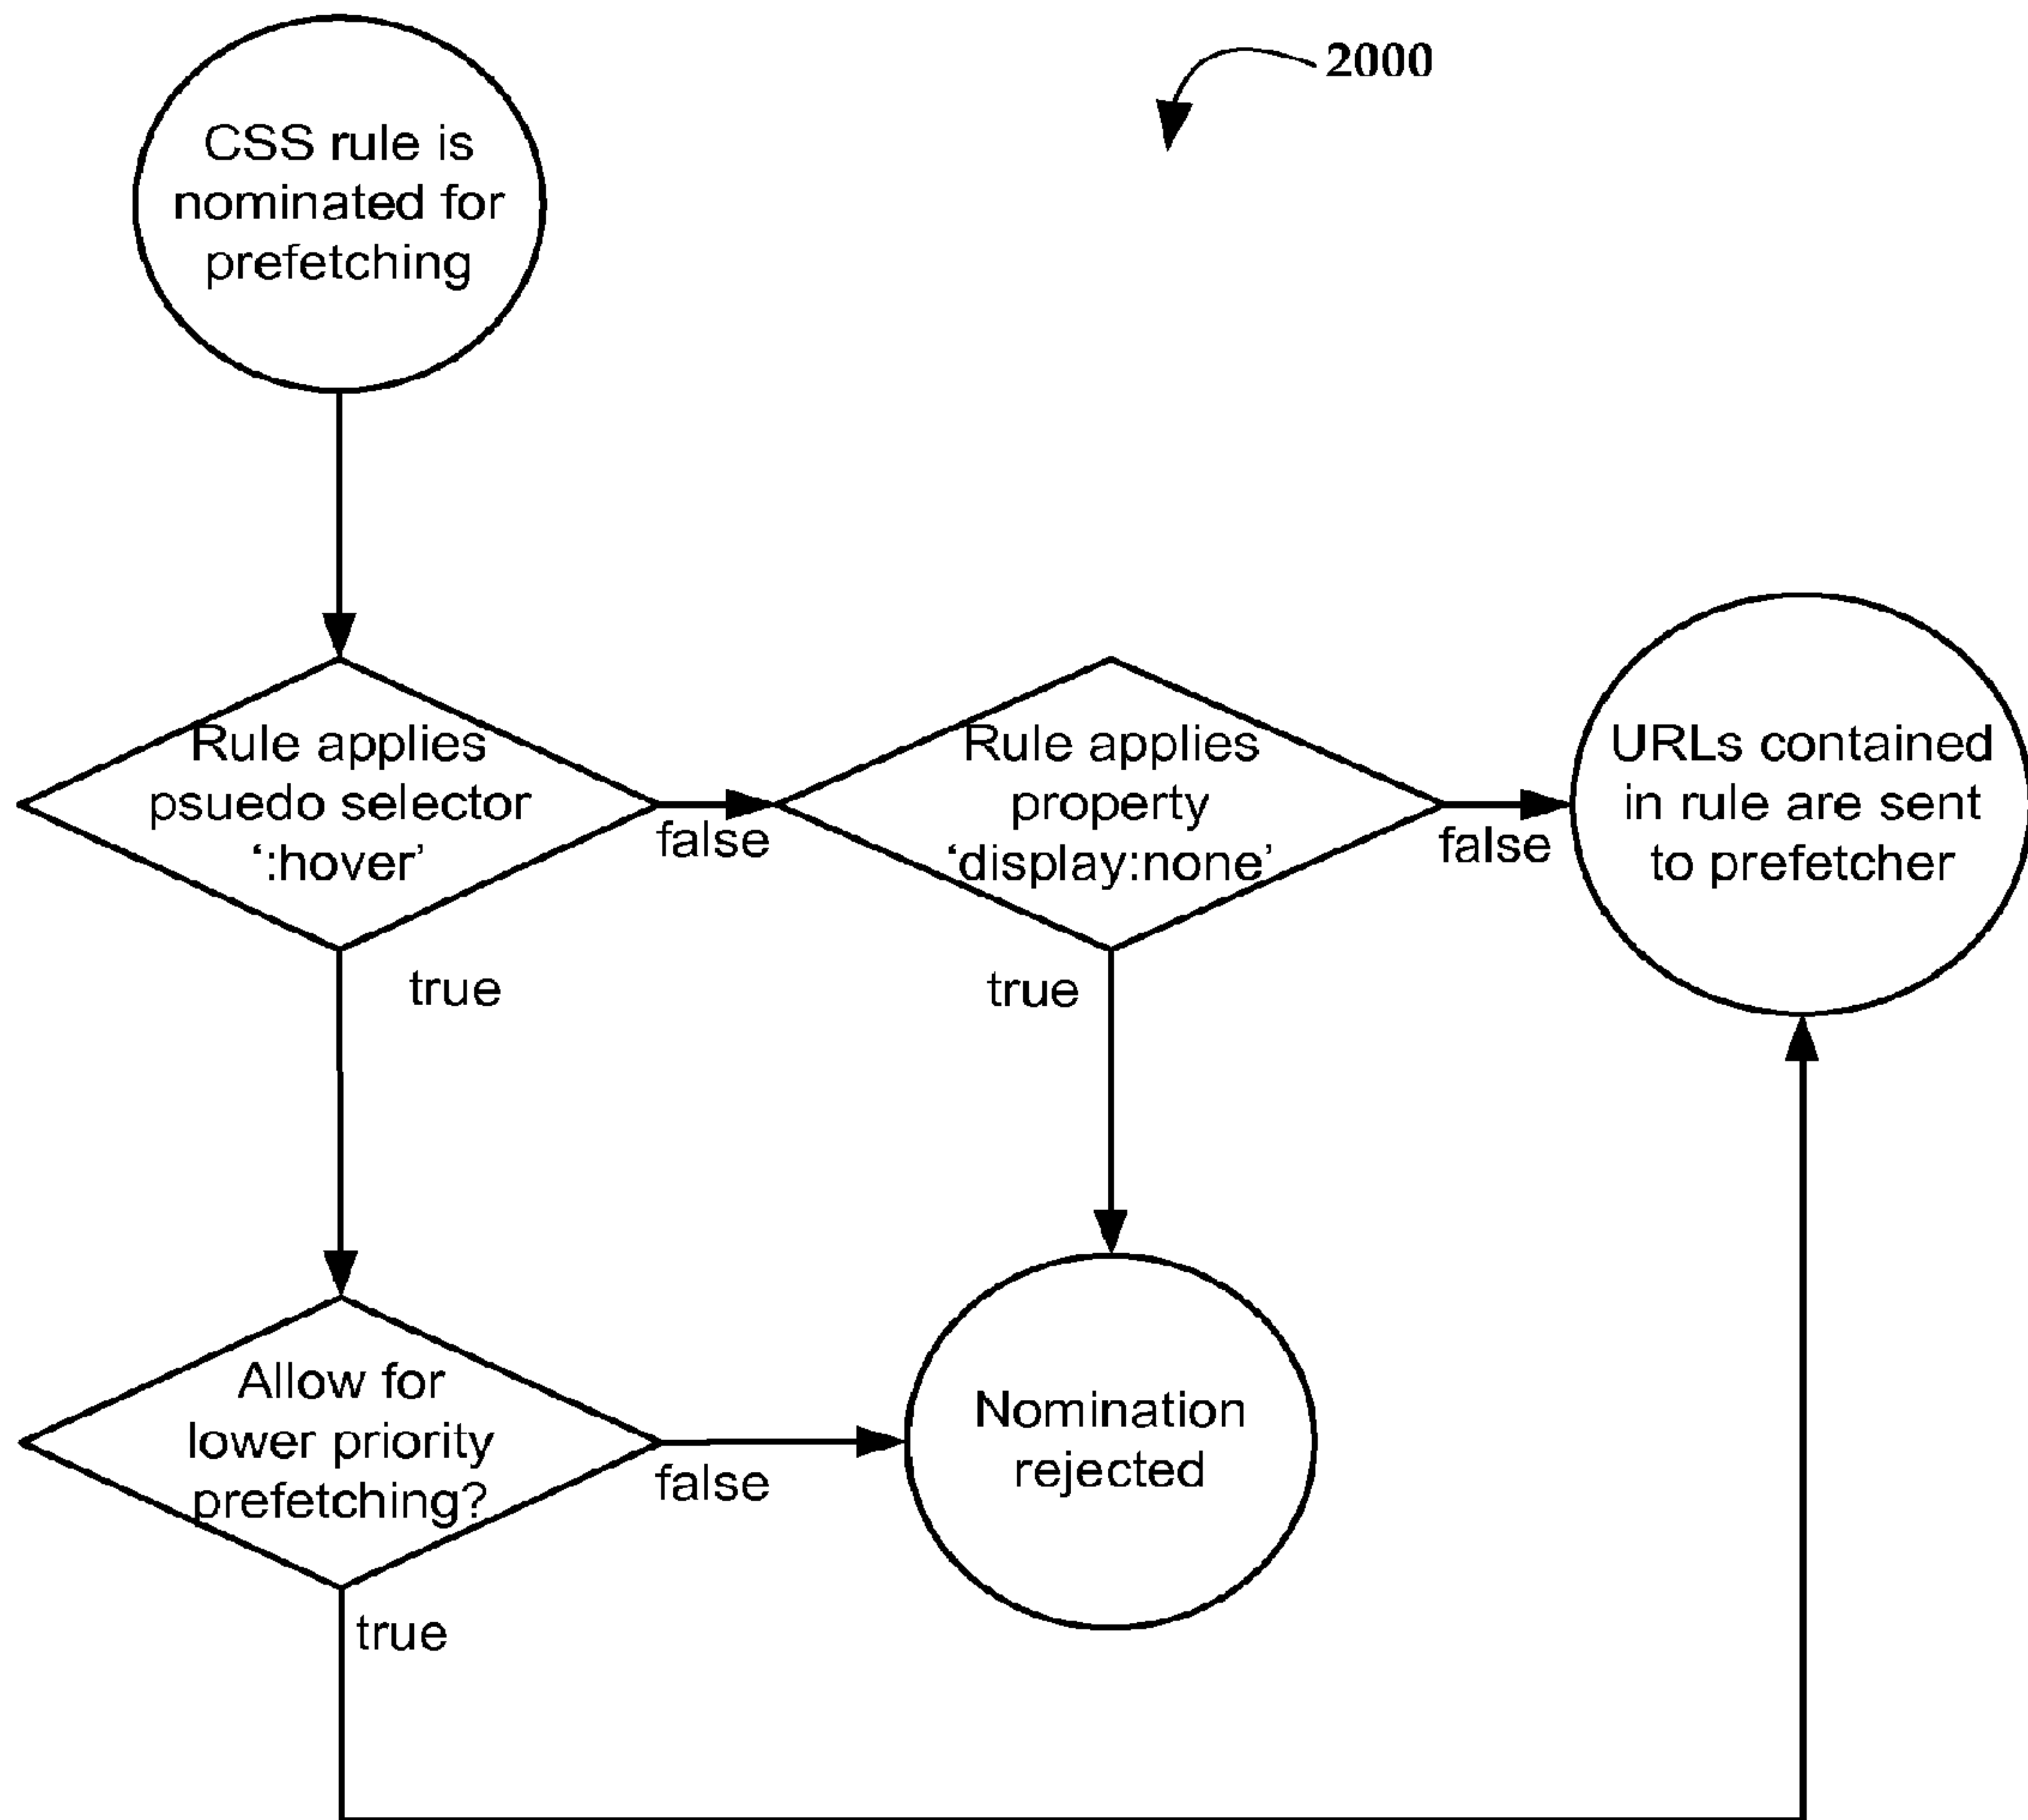 2000
CSS rule is
nominated for
prefetching
Rule applies
psuedo selector
‘:hover’
false
true
Rule applies
property
‘display:none’
false
true
URLs contained
in rule are sent
to prefetcher
Allow for
lower priority
prefetching?
false
true
Nomination
rejected